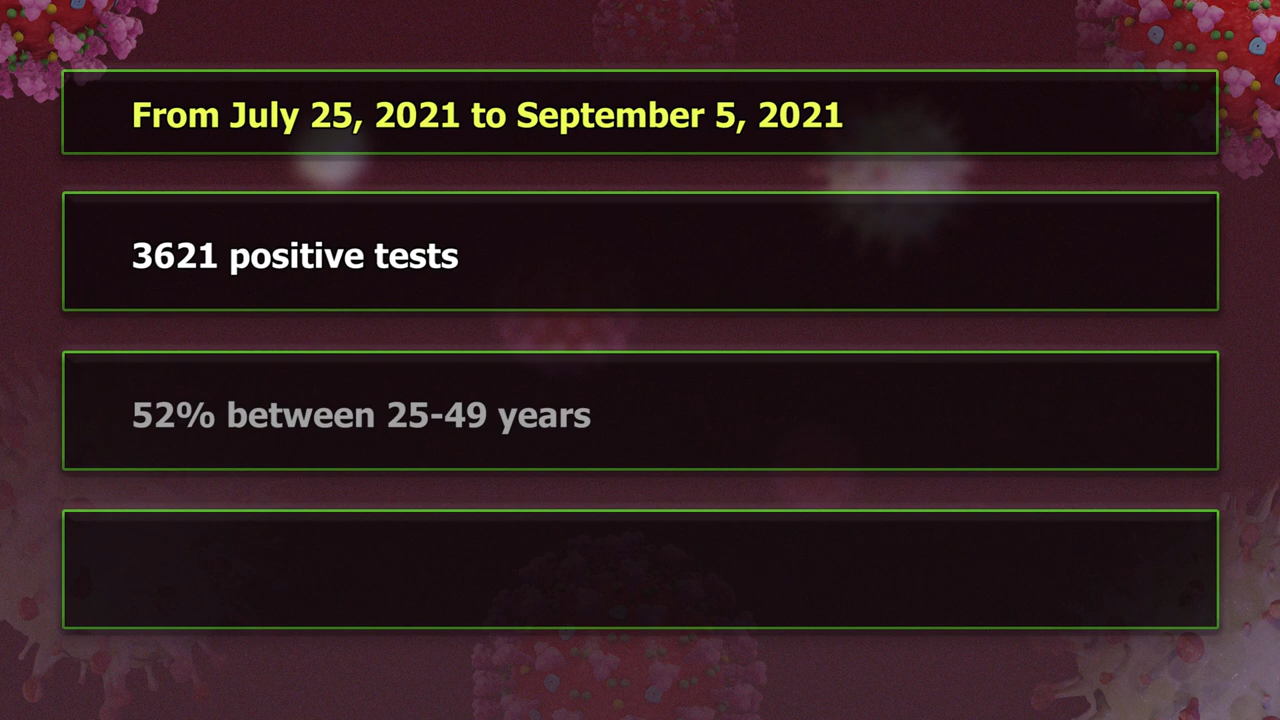 From July 25, 2021 to September 5, 2021
3621 positive tests
52% between 25-49 years